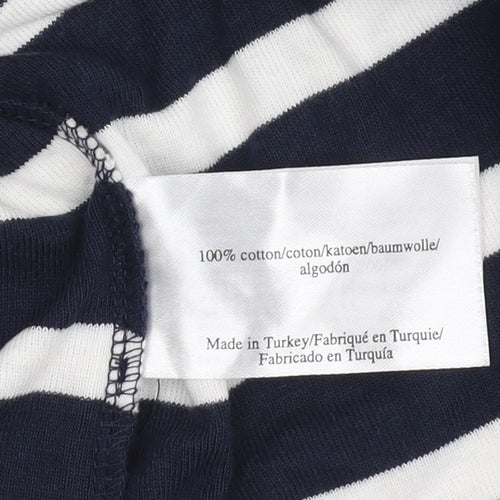 100% cotton/coton/katoen/baumwolle/
algodón
Made in Turkey/Fabriqué en Turquie/
Fabricado en Turquía